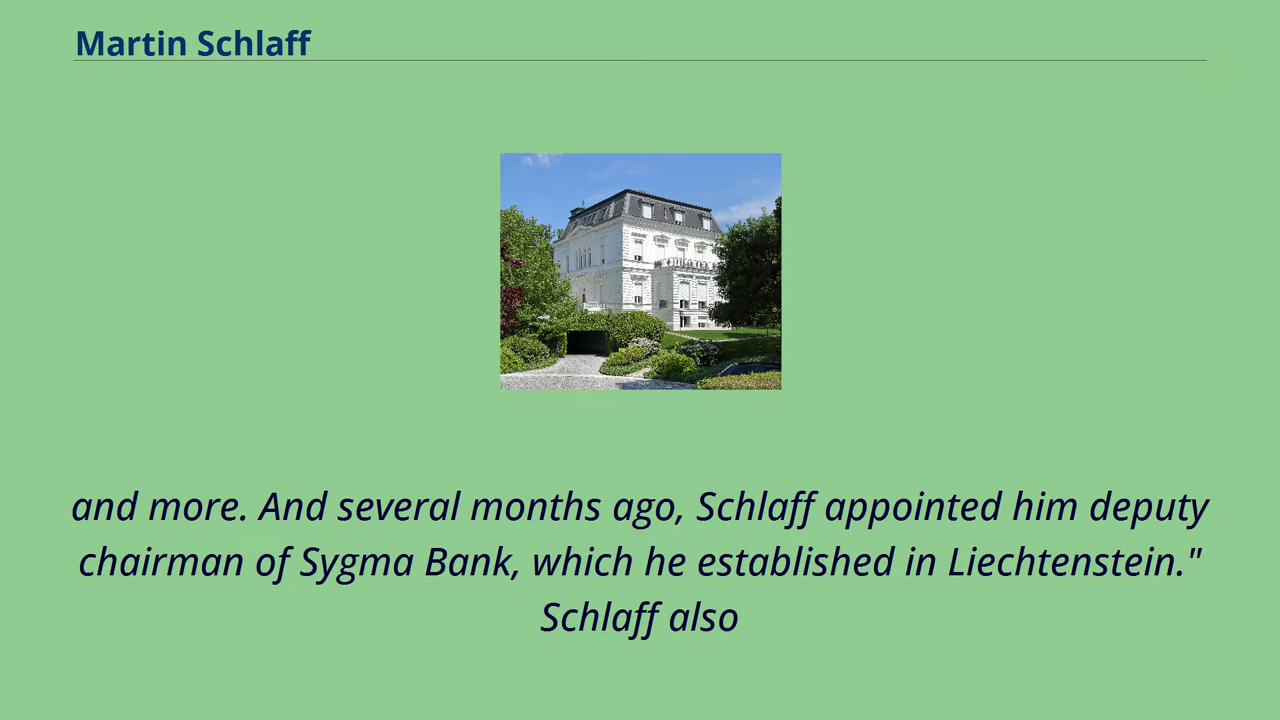 Martin Schlaff
and more. And several months ago, Schlaff appointed him deputy
chairman of Sygma Bank, which he established in Liechtenstein."
Schlaff also